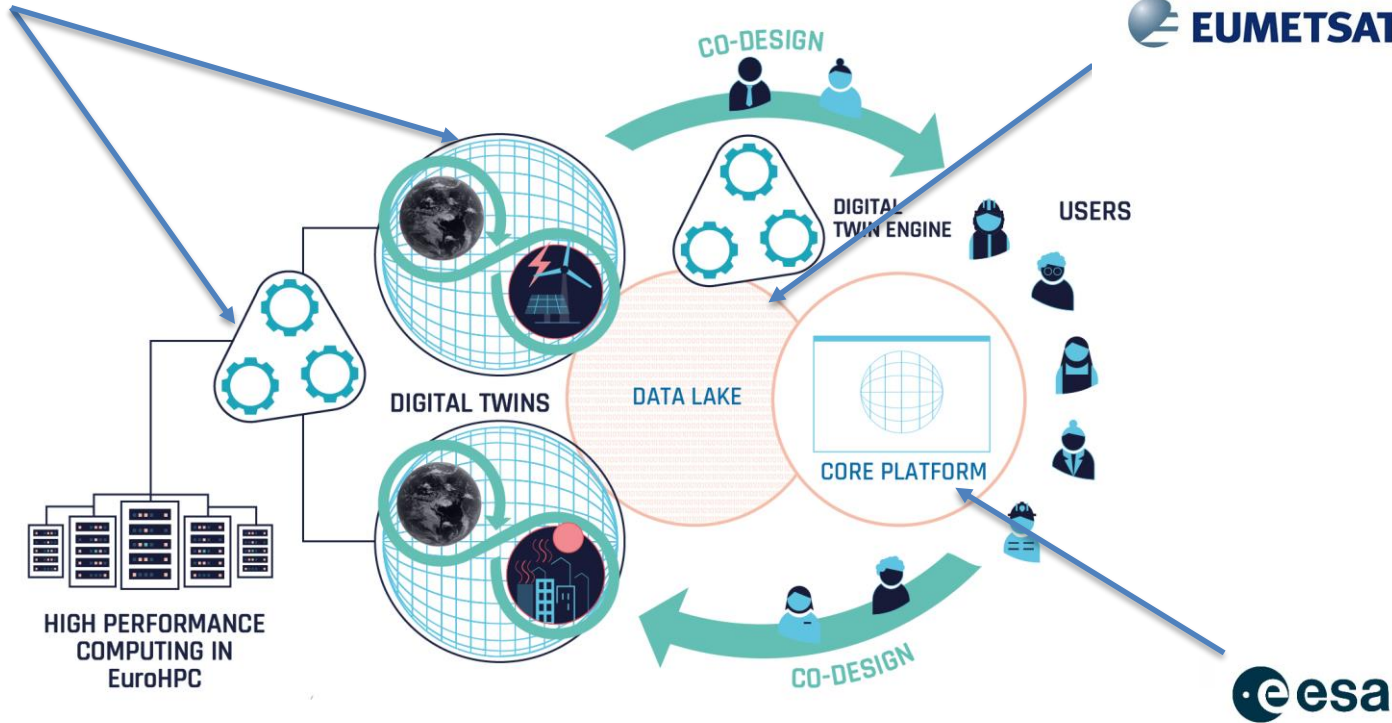 EUMETSAT
CO-DESIGN
DIGITAL
TWIN ENGINE
USERS
DIGITAL TWINS
DATA LAKE
CORE PLATFORM
HIGH PERFORMANCE
COMPUTING IN
EuroHPC
CO-DESIGN
esa